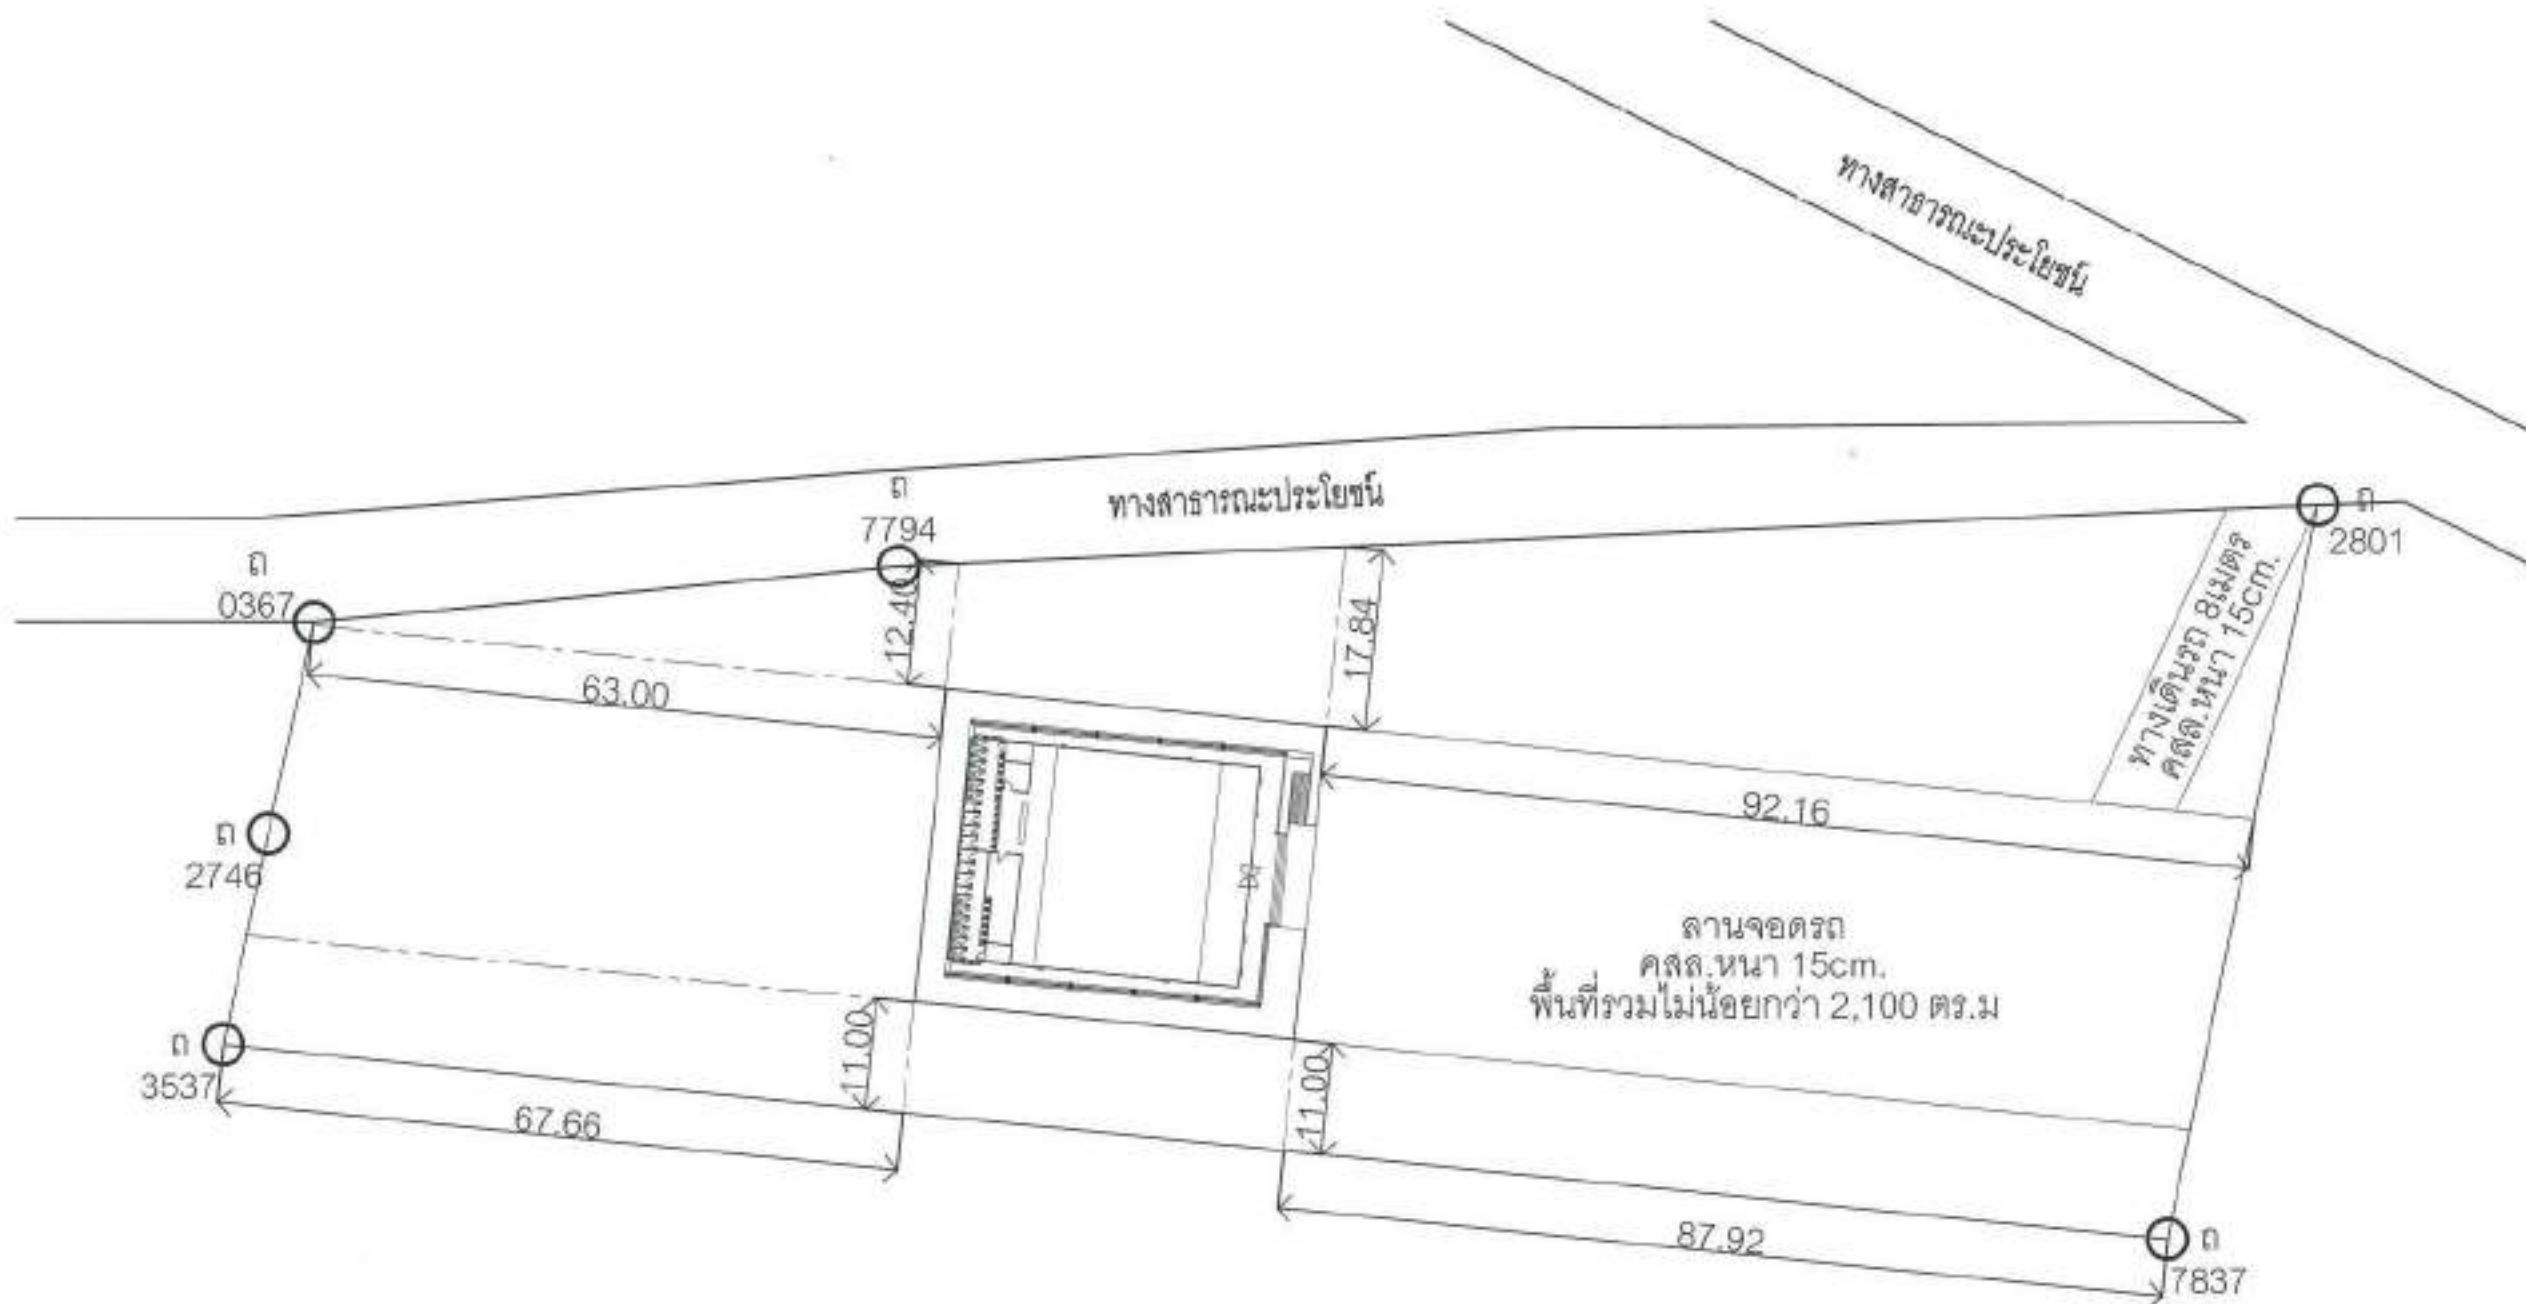 ทางสาธารณะประโยชน์
ถ
7794
ทางสาธารณะประโยชน์
ถ
2801
ถ
0367
12.40
17.84
ทางเดินรถ 8เมตร
คสล.หนา 15cm.
63.00
92.16
ถ
2746
ลานจอดรถ
คสล.หนา 15cm.
พื้นที่รวมไม่น้อยกว่า 2,100 ตร.ม
ถ
3537
11.00
11.00
67.66
87.92
ถ
7837